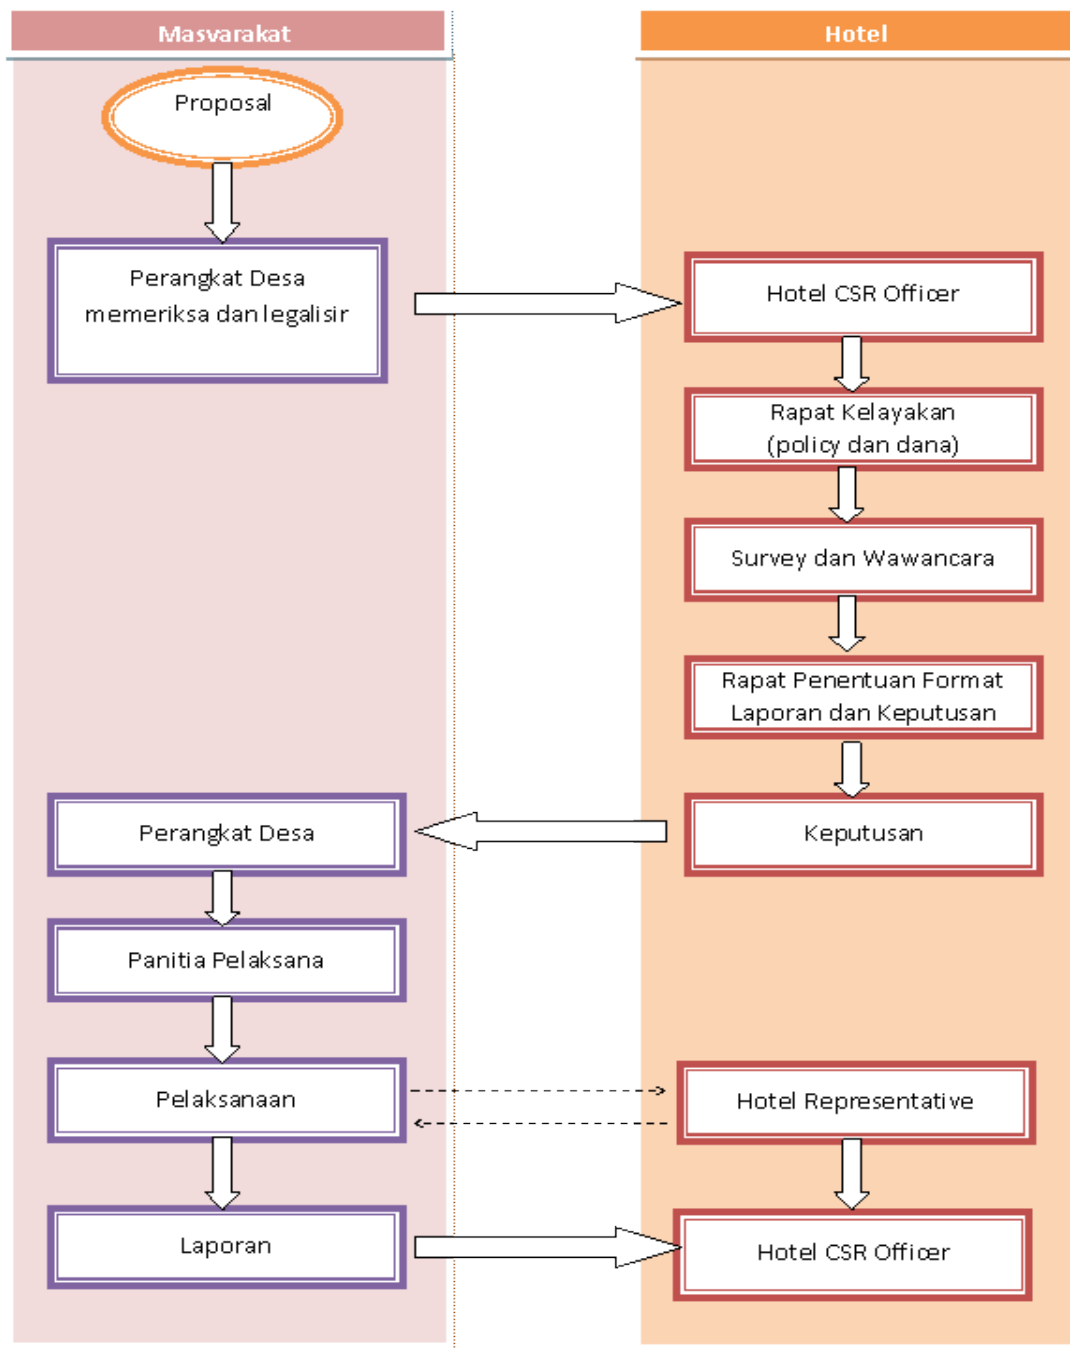 Masvarakat
Hotel
Proposal
Perangkat Desa
memeriksa dan legalisir
Hotel CSR Officer
Rapat Kelayakan
(policy dan dana)
Survey dan Wawancara
Rapat Penentuan Format
Laporan dan Keputusan
Keputusan
Perangkat Desa
Panitia Pelaksana
Pelaksanaan
Hotel Representative
Laporan
Hotel CSR Officer